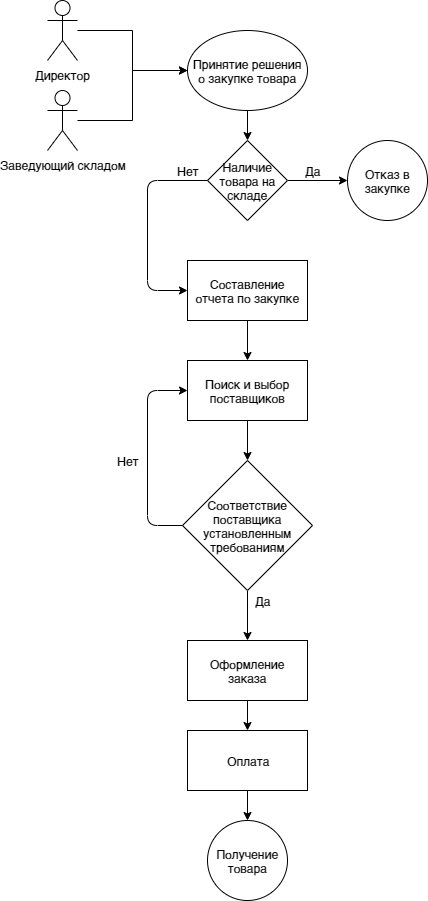 Директор
Заведующий складом
Принятие решения
о закупке товара
Наличие
товара на
складе
Нет
Да
Отказ в
закупке
Составление
отчета по закупке
Поиск и выбор
поставщиков
Нет
Соответствие
поставщика
установленным
требованиям
Да
Оформление
заказа
Оплата
Получение
товара